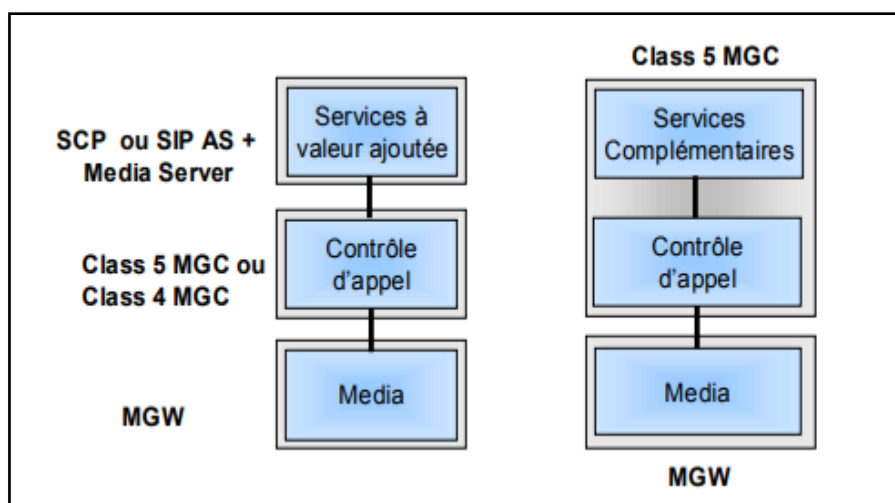 Class 5 MGC
SCP ou SIP AS +
Media Server
Services à
valeur ajoutée
Services
Complémentaires
Class 5 MGC ou
Class 4 MGC
Contrôle
d'appel
Contrôle
d'appel
MGW
Media
Media
MGW